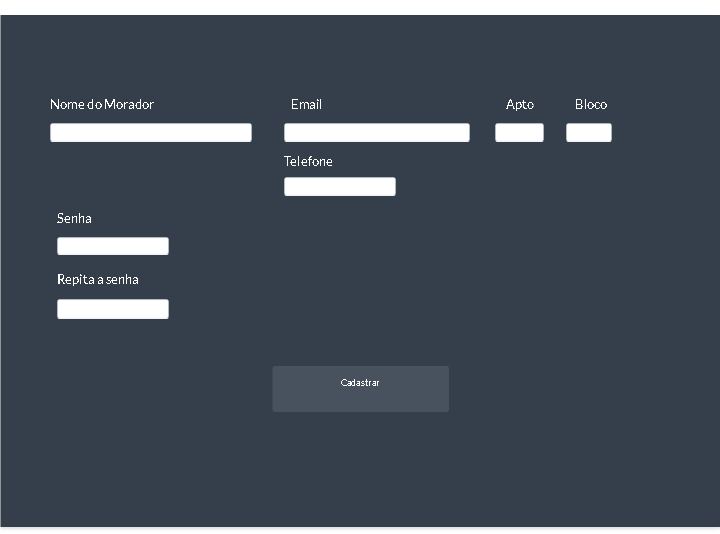 Nome do Morador
Email
Apto
Bloco
Telefone
Senha
Repita a senha
Cadastrar